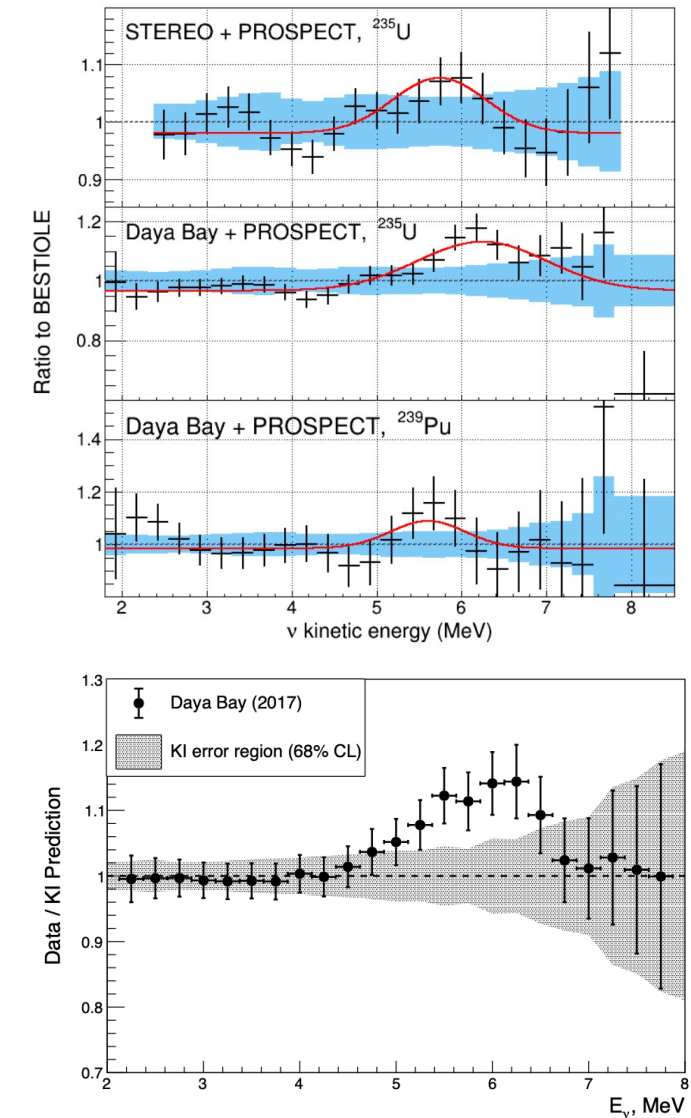 STEREO + PROSPECT, ²³⁵U
1.1
1
0.9
Daya Bay + PROSPECT, ²³⁵U
1.2
1
0.8
Daya Bay + PROSPECT, ²³⁹Pu
1.4
1.2
1
Ratio to BESTIOLE
2 3 4 5 6 7 8
ν kinetic energy (MeV)
1.3
Daya Bay (2017)
KI error region (68% CL)
1.2
1.1
1
0.9
0.8
0.7
Data / KI Prediction
2 3 4 5 6 7 8
Eν, MeV